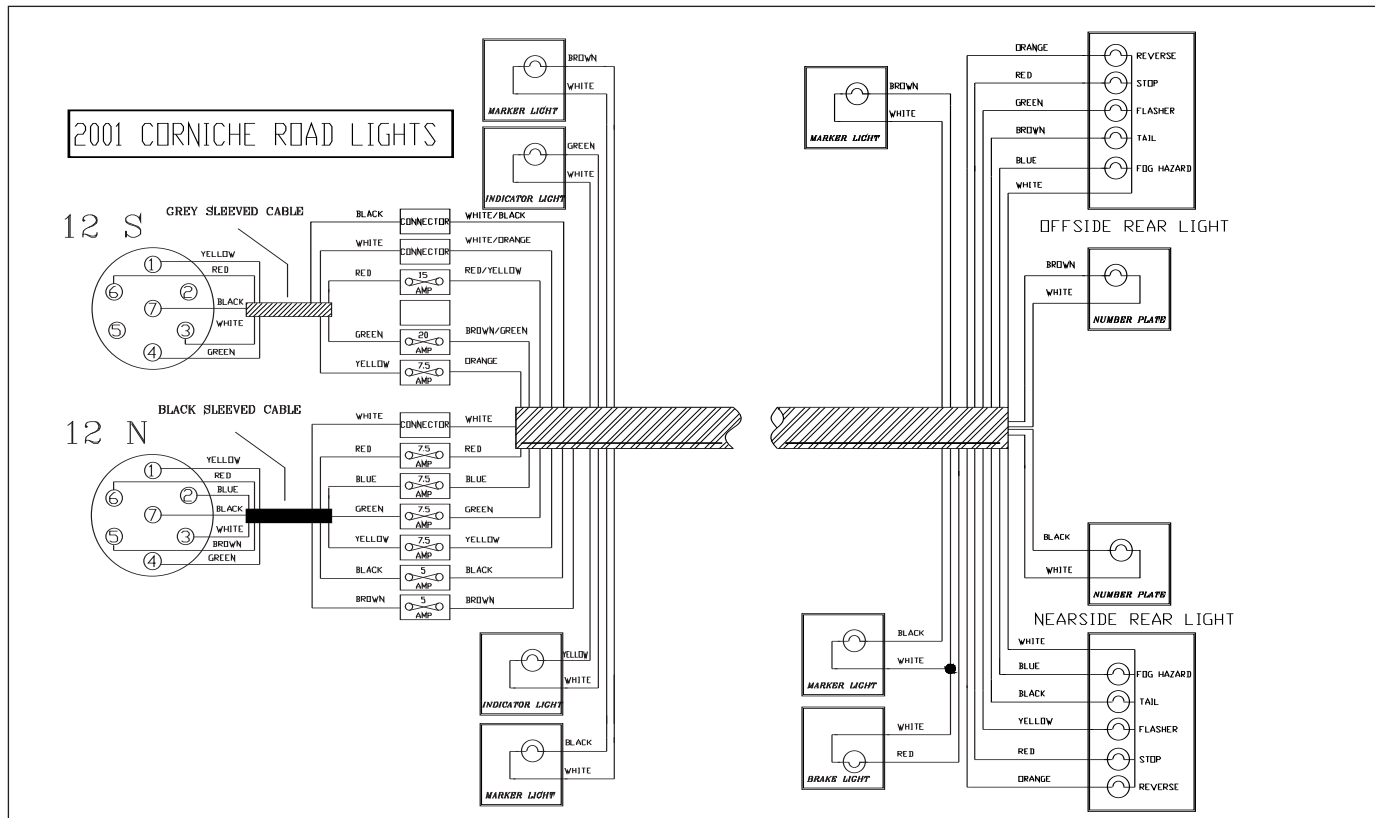 2001 CORNICHE ROAD LIGHTS
BROWN
WHITE
MARKER LIGHT
GREEN
WHITE
INDICATOR LIGHT
12 S
GREY SLEEVED CABLE
YELLOW
RED
BLACK
WHITE
GREEN
1
6
2
7
5
3
4
BLACK
CONNECTOR
WHITE/BLACK
WHITE
CONNECTOR
WHITE/ORANGE
RED
15 AMP
RED/YELLOW
GREEN
20 AMP
BROWN/GREEN
YELLOW
7.5 AMP
ORANGE
12 N
BLACK SLEEVED CABLE
YELLOW
RED
BLUE
BLACK
WHITE
BROWN
GREEN
1
6
2
7
5
3
4
WHITE
CONNECTOR
WHITE
RED
7.5 AMP
RED
BLUE
7.5 AMP
BLUE
GREEN
7.5 AMP
GREEN
YELLOW
7.5 AMP
YELLOW
BLACK
5 AMP
BLACK
BROWN
5 AMP
BROWN
YELLOW
WHITE
INDICATOR LIGHT
BLACK
WHITE
MARKER LIGHT
BROWN
WHITE
MARKER LIGHT
ORANGE
REVERSE
RED
STOP
GREEN
FLASHER
BROWN
TAIL
BLUE
FOG HAZARD
WHITE
OFFSIDE REAR LIGHT
BROWN
WHITE
NUMBER PLATE
BLACK
WHITE
NUMBER PLATE
NEARSIDE REAR LIGHT
BLACK
WHITE
MARKER LIGHT
WHITE
RED
BRAKE LIGHT
WHITE
BLUE
FOG HAZARD
BLACK
TAIL
YELLOW
FLASHER
RED
STOP
ORANGE
REVERSE